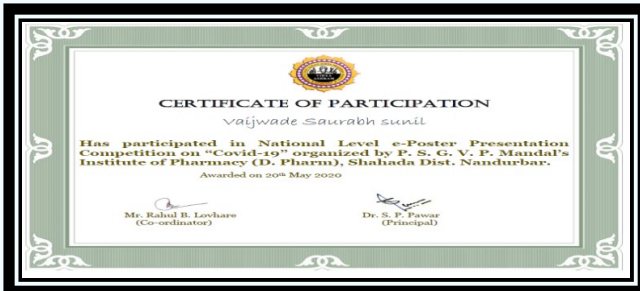 CERTIFICATE OF PARTICIPATION
Vaijwade Saurabh sunil
Has participated in National Level e-Poster Presentation
Competition on "Covid-19" organized by P. S. G. V. P. Mandal's
Institute of Pharmacy (D. Pharm), Shahada Dist. Nandurbar.
Awarded on 20th May 2020
Mr. Rahul B. Lovhare
(Co-ordinator)
Dr. S. P. Pawar
(Principal)